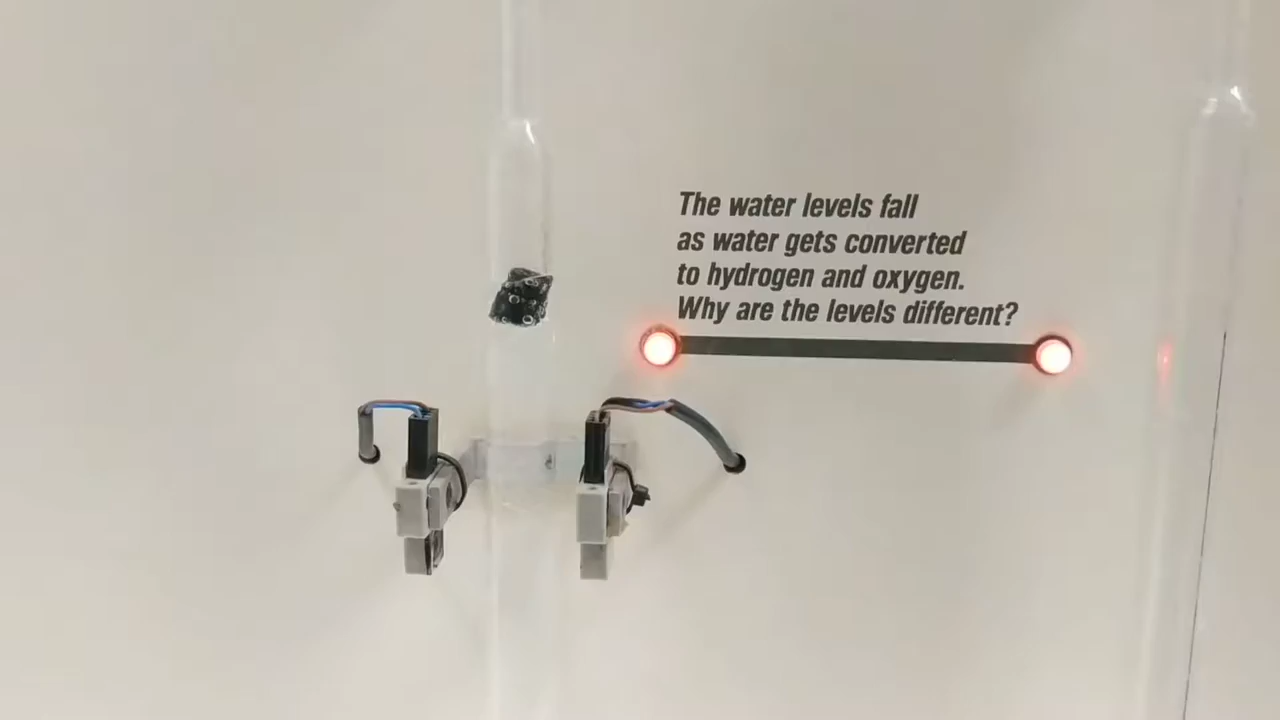 The water levels fall
as water gets converted
to hydrogen and oxygen.
Why are the levels different?